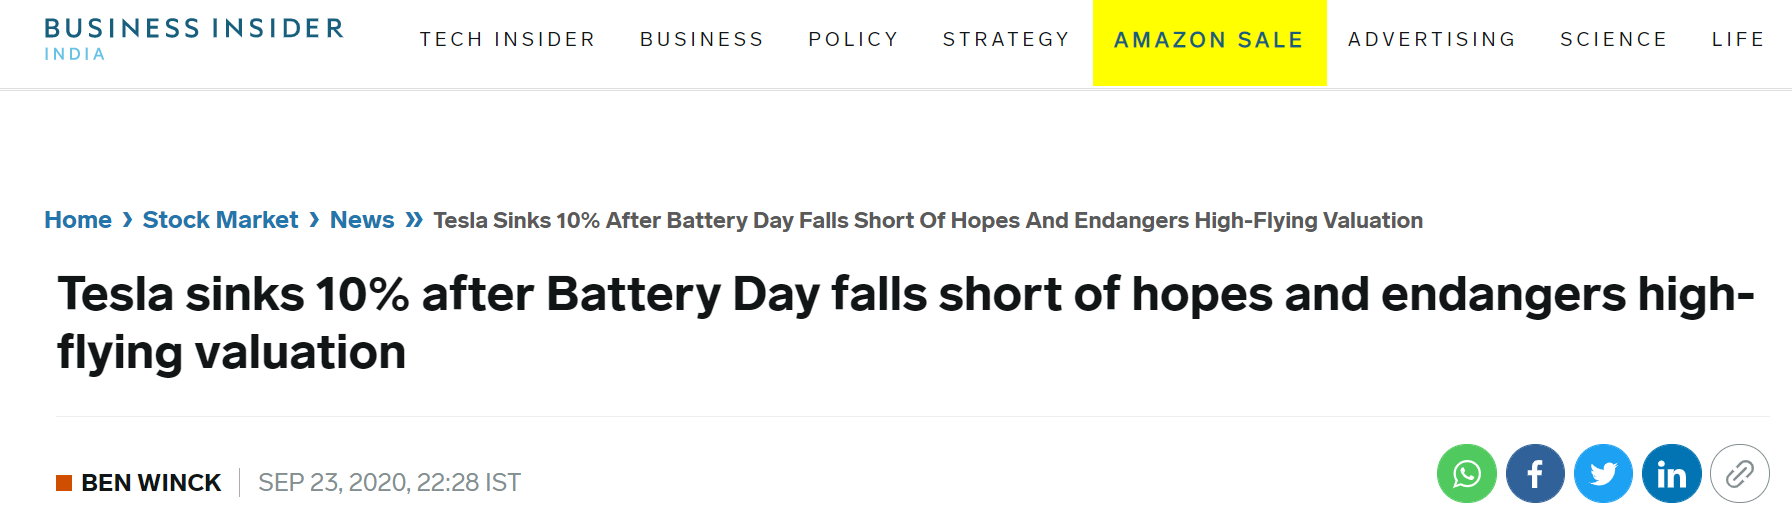 BUSINESS INSIDER
INDIA
TECH INSIDER BUSINESS POLICY STRATEGY AMAZON SALE ADVERTISING SCIENCE LIFE
Home › Stock Market › News » Tesla Sinks 10% After Battery Day Falls Short Of Hopes And Endangers High-Flying Valuation
Tesla sinks 10% after Battery Day falls short of hopes and endangers high-
flying valuation
BEN WINCK | SEP 23, 2020, 22:28 IST
f in